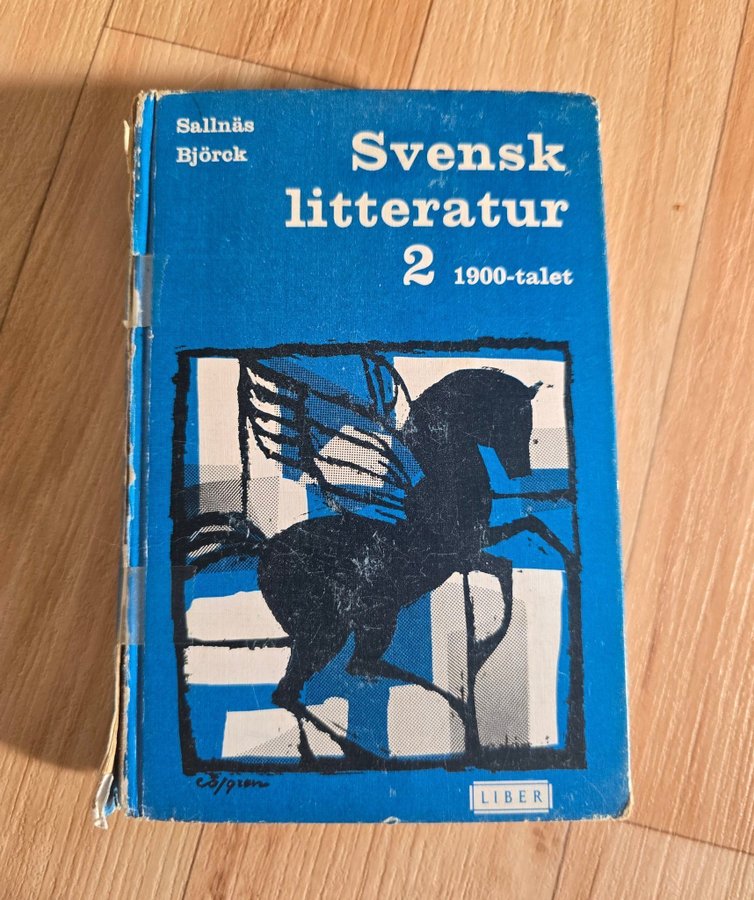 Sallnäs
Björck
Svensk
litteratur
2 1900-talet
LIBER